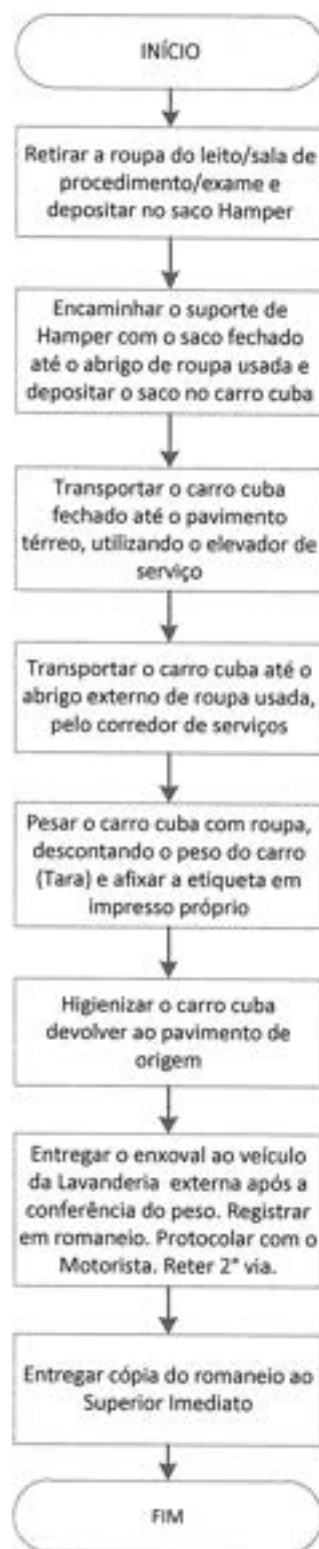 INÍCIO
Retirar a roupa do leito/sala de
procedimento/exame e
depositar no saco Hamper
Encaminhar o suporte de
Hamper com o saco fechado
até o abrigo de roupa usada e
depositar o saco no carro cuba
Transportar o carro cuba
fechado até o pavimento
térreo, utilizando o elevador de
serviço
Transportar o carro cuba até o
abrigo externo de roupa usada,
pelo corredor de serviços
Pesar o carro cuba com roupa,
descontando o peso do carro
(Tara) e afixar a etiqueta em
impresso próprio
Higienizar o carro cuba
devolver ao pavimento de
origem
Entregar o enxoval ao veículo
da Lavanderia externa após a
conferência do peso. Registrar
em romaneio. Protocolar com o
Motorista. Reter 2° via.
Entregar cópia do romaneio ao
Superior Imediato
FIM